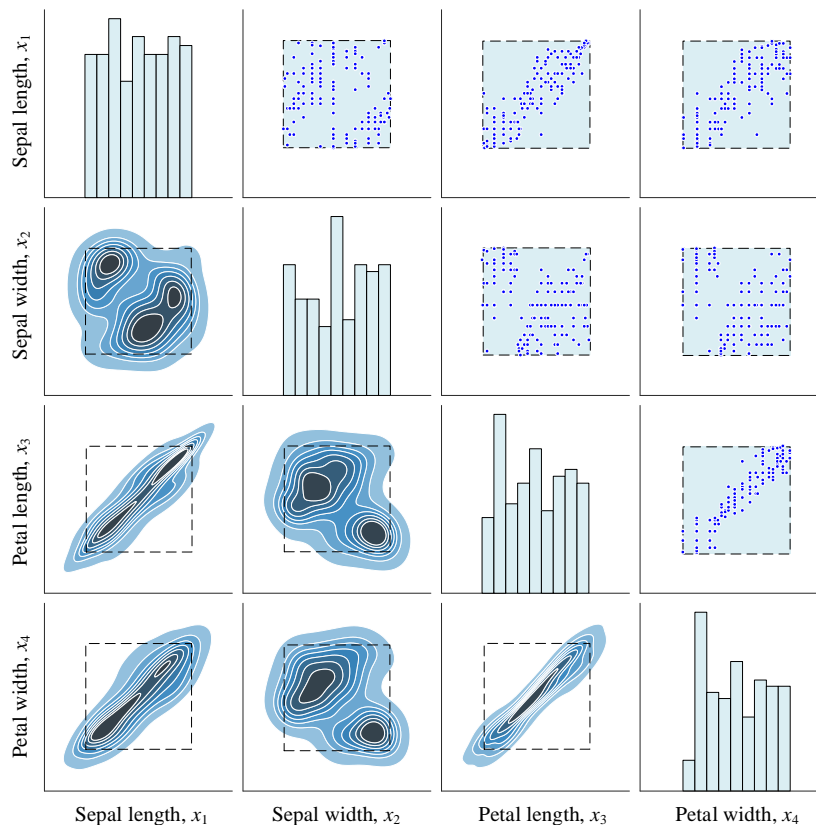 Sepal length, x₁
Sepal width, x₂
Petal length, x₃
Petal width, x₄
Sepal length, x₁
Sepal width, x₂
Petal length, x₃
Petal width, x₄